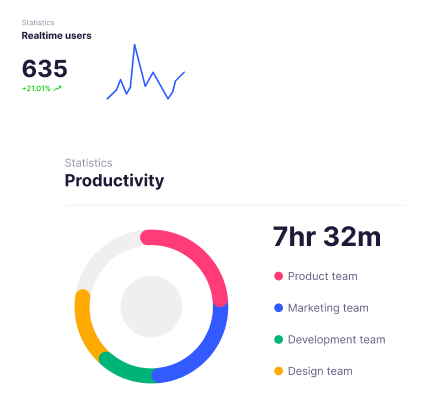 Statistics
Realtime users
635
+21.01%
Statistics
Productivity
7hr 32m
Product team
Marketing team
Development team
Design team